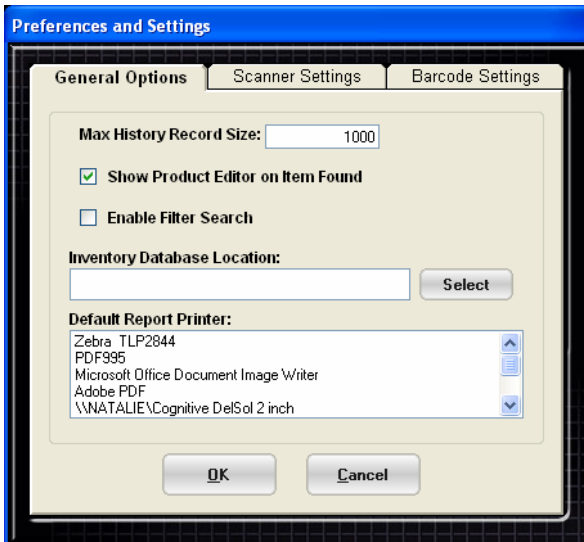 Preferences and Settings
General Options Scanner Settings Barcode Settings
Max History Record Size: 1000
Show Product Editor on Item Found
Enable Filter Search
Inventory Database Location:
Select
Default Report Printer:
Zebra TLP2844
PDF995
Microsoft Office Document Image Writer
Adobe PDF
\\NATALIE\Cognitive DelSol 2 inch
OK Cancel